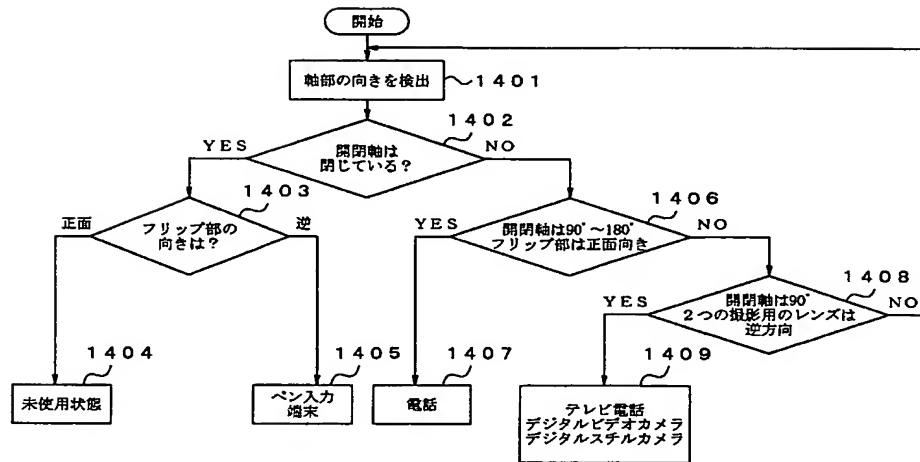 開始
軸部の向きを検出
1401
1402
YES
開閉軸は
閉じている？
NO
1403
正面
フリップ部の
向きは？
逆
1406
YES
開閉軸は90°～180°
フリップ部は正面向き
NO
1408
YES
開閉軸は90°
2つの撮影用のレンズは
逆方向
NO
1404
未使用状態
1405
ペン入力
端末
1407
電話
1409
テレビ電話
デジタルビデオカメラ
デジタルスチルカメラ